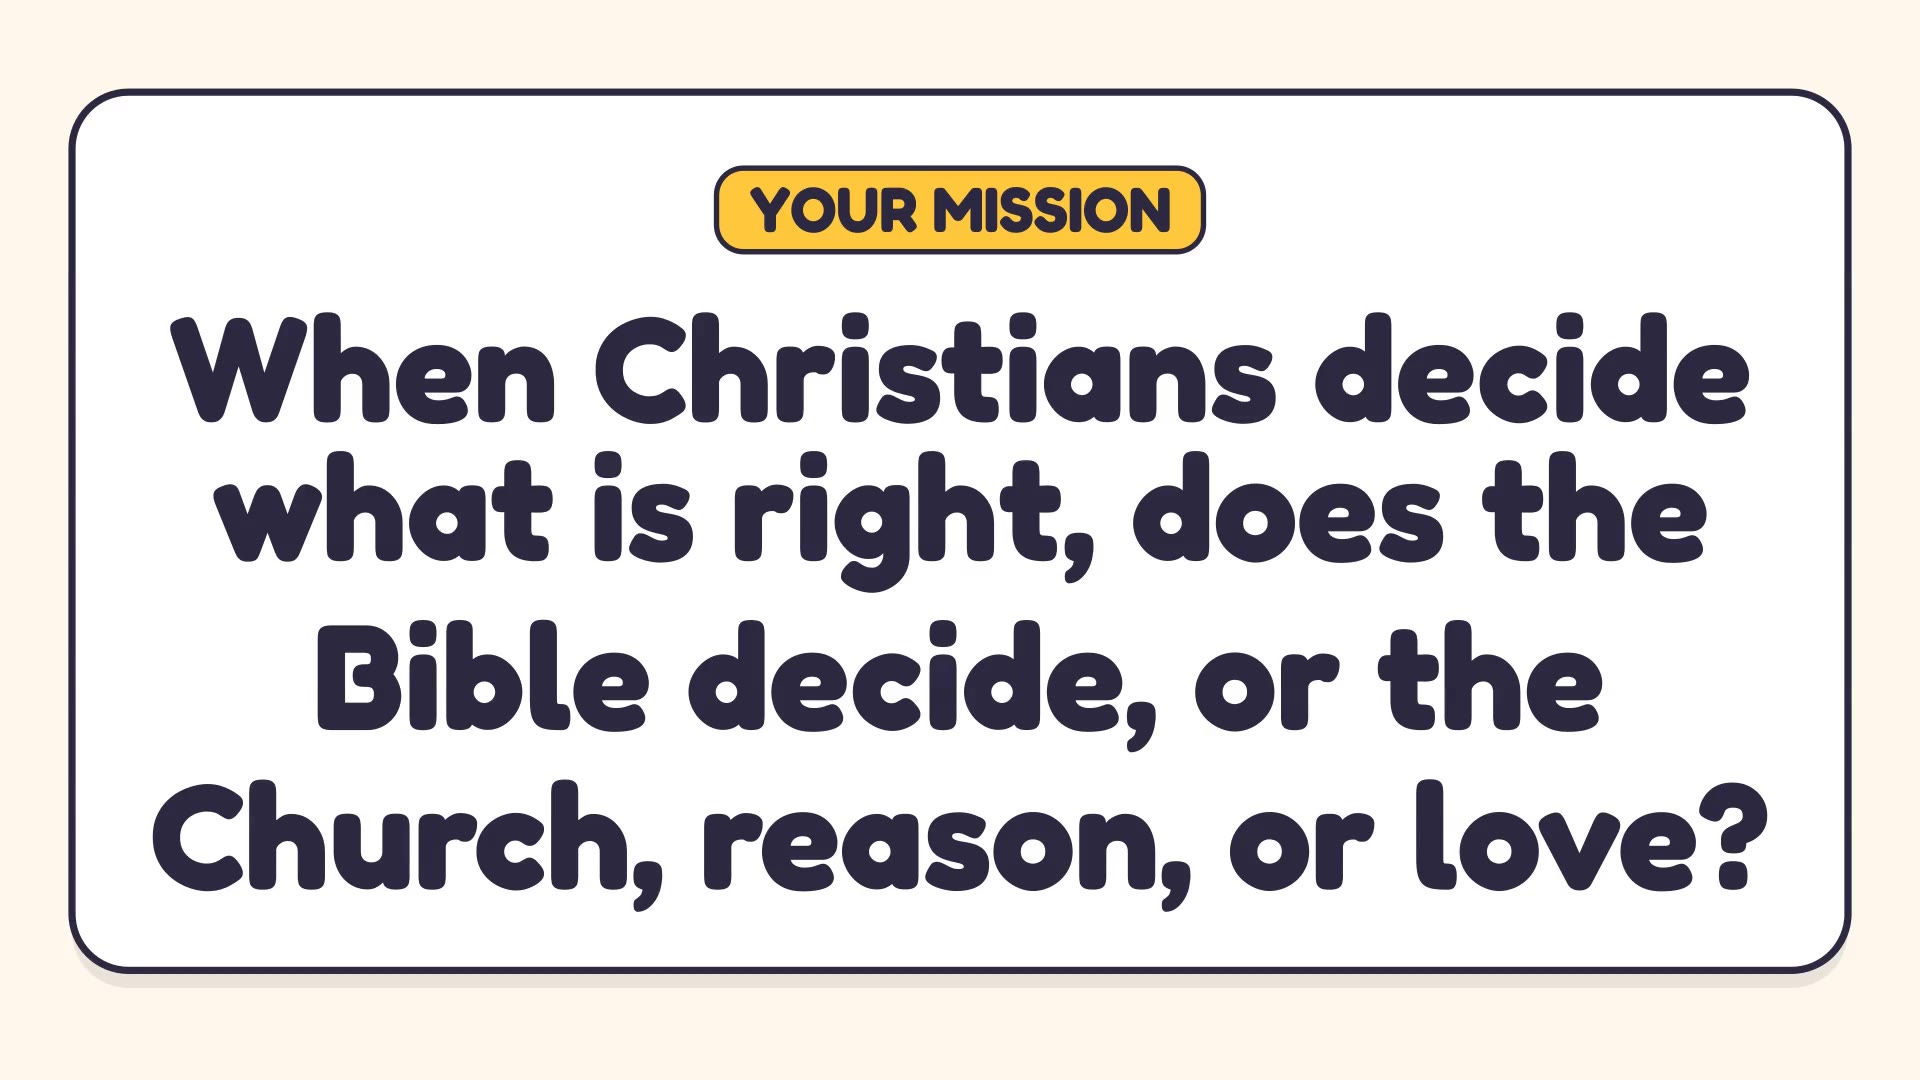 YOUR MISSION
When Christians decide
what is right, does the
Bible decide, or the
Church, reason, or love?